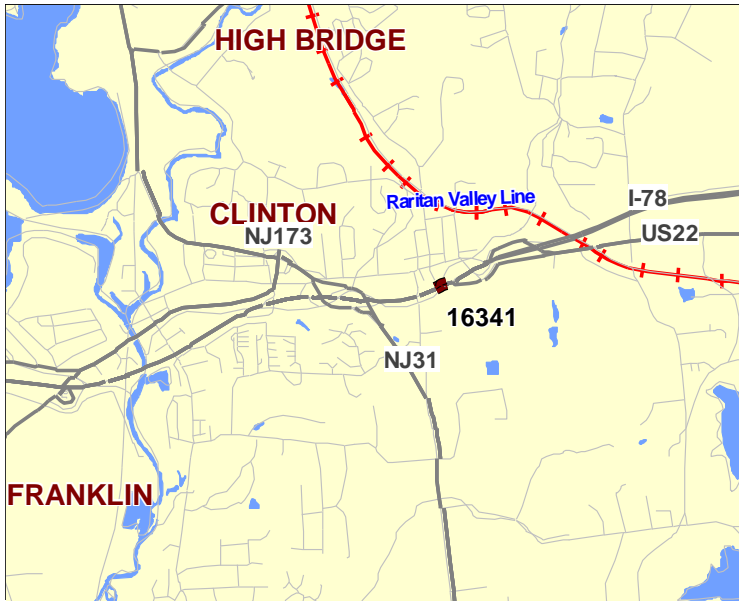 HIGH BRIDGE
Raritan Valley Line
I-78
CLINTON
NJ173
US22
16341
NJ31
FRANKLIN